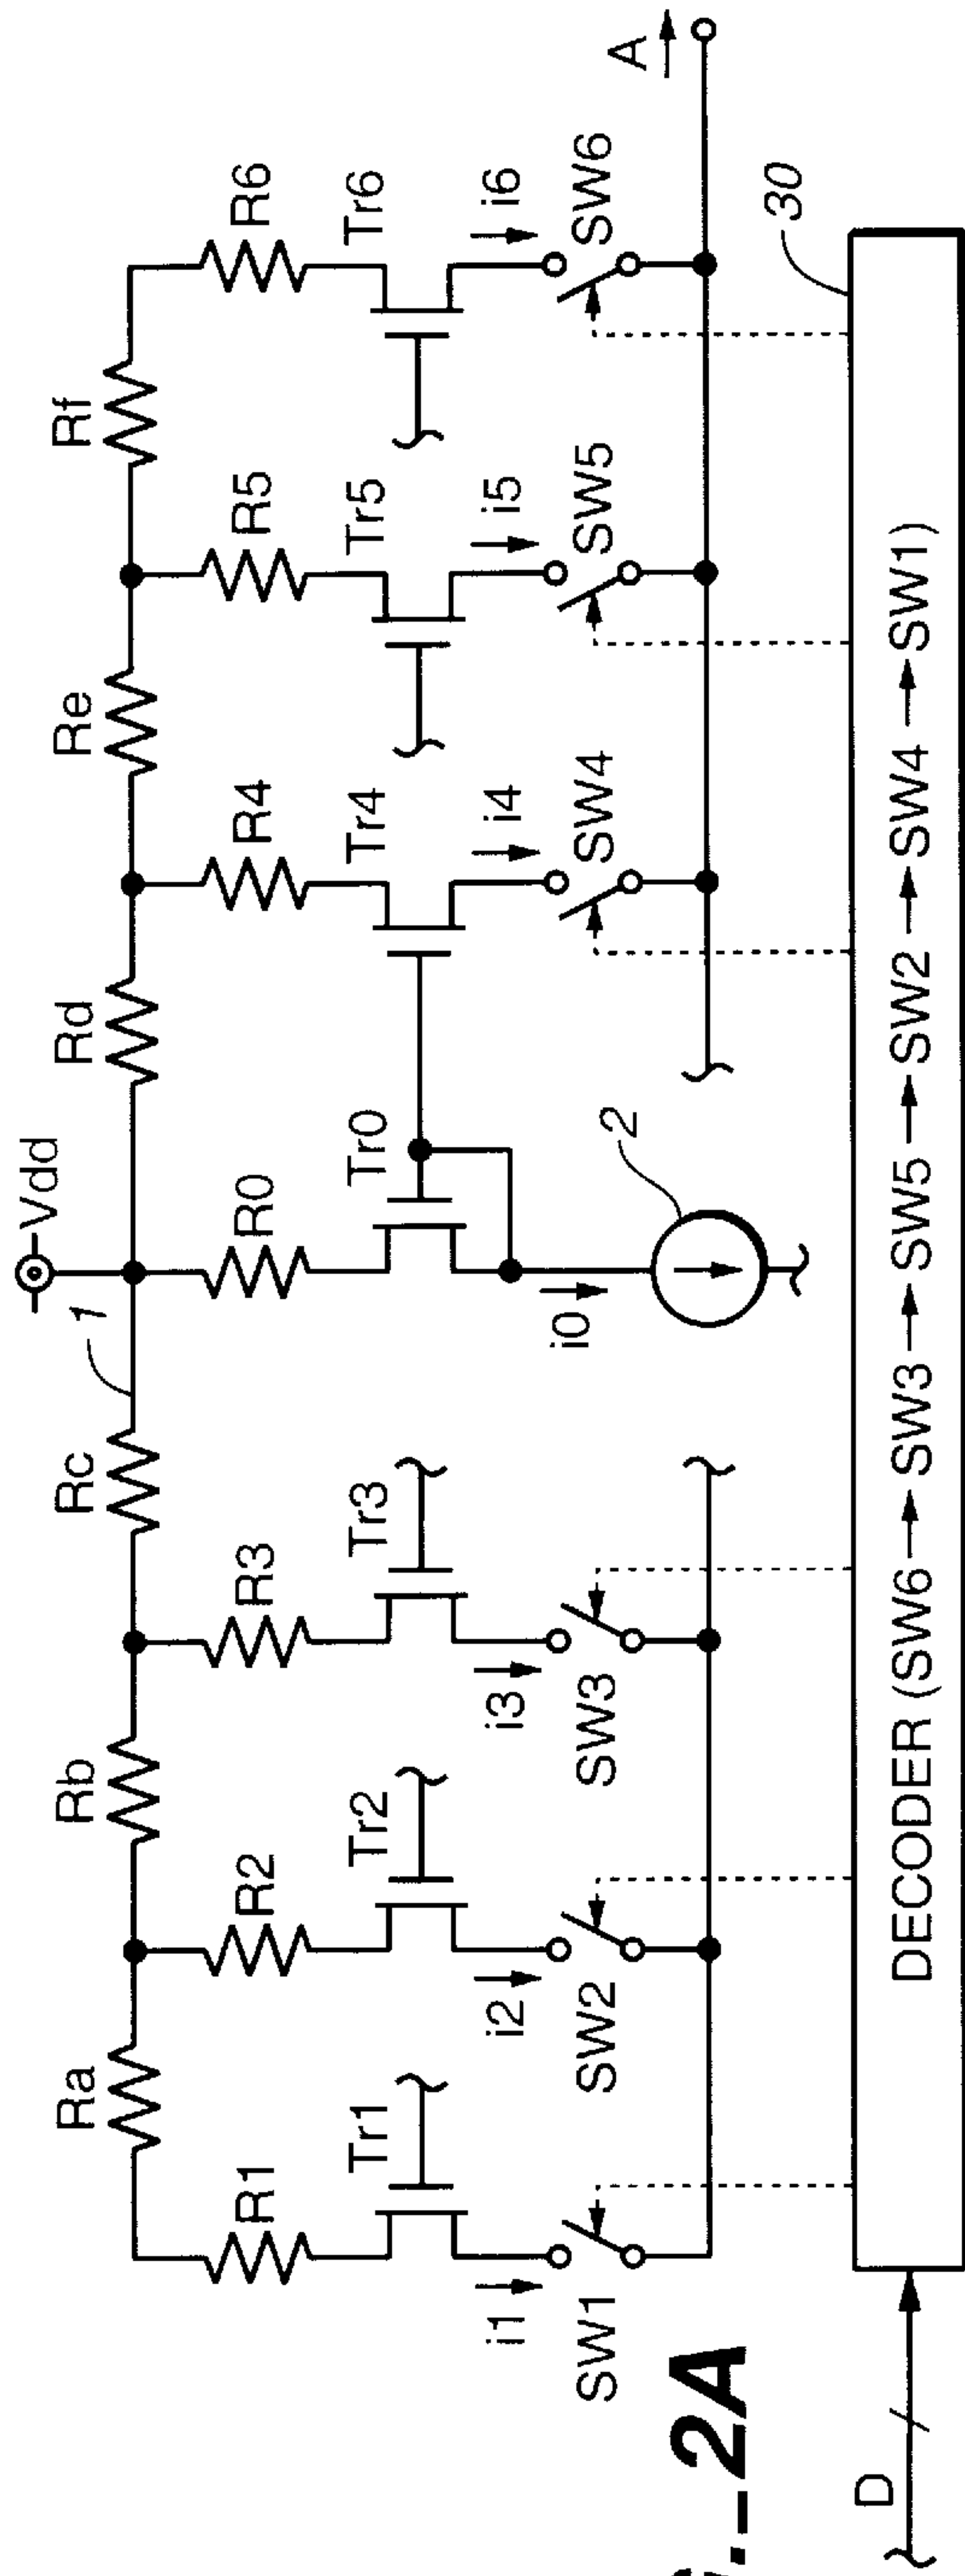 Vdd
1
Ra
Rb
Rc
Rd
Re
Rf
R1
R2
R3
R0
R4
R5
R6
Tr1
Tr2
Tr3
Tr0
Tr4
Tr5
Tr6
i1
i2
i3
i0
i4
i5
i6
2
SW1
SW2
SW3
SW4
SW5
SW6
A
30
D
DECODER (SW6→SW3→SW5→SW2→SW4→SW1)
2A